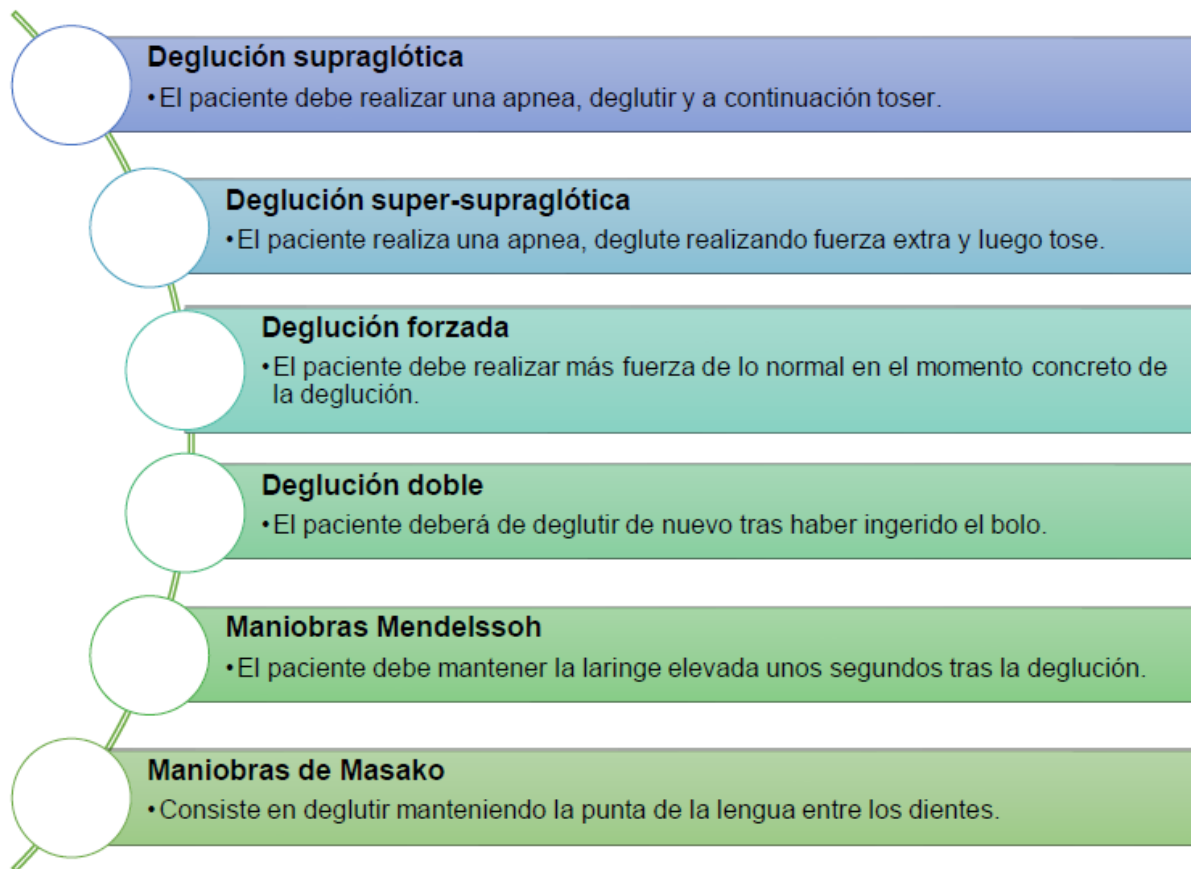 Deglución supraglótica
•El paciente debe realizar una apnea, deglutir y a continuación toser.
Deglución super-supraglótica
•El paciente realiza una apnea, deglute realizando fuerza extra y luego tose.
Deglución forzada
•El paciente debe realizar más fuerza de lo normal en el momento concreto de
la deglución.
Deglución doble
•El paciente deberá de deglutir de nuevo tras haber ingerido el bolo.
Maniobras Mendelssoh
•El paciente debe mantener la laringe elevada unos segundos tras la deglución.
Maniobras de Masako
•Consiste en deglutir manteniendo la punta de la lengua entre los dientes.